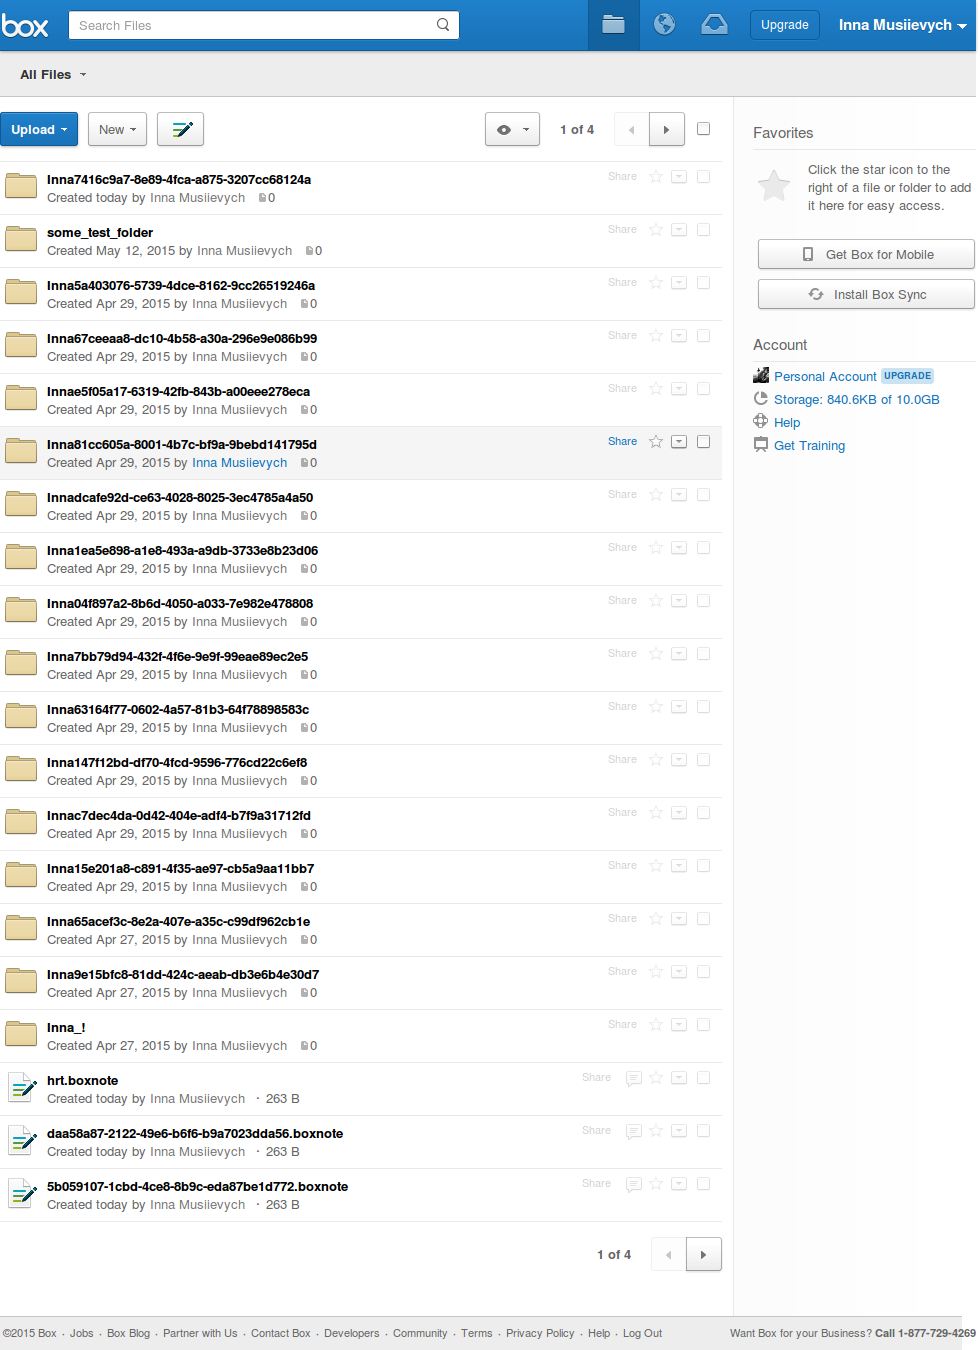 box
Search Files
Upgrade
Inna Musiievych
All Files
Upload
New
1 of 4
Inna7416c9a7-8e89-4fca-a875-3207cc68124a
Share
Created today by Inna Musiievych 0
some_test_folder
Share
Created May 12, 2015 by Inna Musiievych 0
Inna5a403076-5739-4dce-8162-9cc26519246a
Share
Created Apr 29, 2015 by Inna Musiievych 0
Inna67ceeaa8-dc10-4b58-a30a-296e9e086b99
Share
Created Apr 29, 2015 by Inna Musiievych 0
Innae5f05a17-6319-42fb-843b-a00eee278eca
Share
Created Apr 29, 2015 by Inna Musiievych 0
Inna81cc605a-8001-4b7c-bf9a-9bebd141795d
Share
Created Apr 29, 2015 by Inna Musiievych 0
Innadcafe92d-ce63-4028-8025-3ec4785a4a50
Share
Created Apr 29, 2015 by Inna Musiievych 0
Inna1ea5e898-a1e8-493a-a9db-3733e8b23d06
Share
Created Apr 29, 2015 by Inna Musiievych 0
Inna04f897a2-8b6d-4050-a033-7e982e478808
Share
Created Apr 29, 2015 by Inna Musiievych 0
Inna7bb79d94-432f-4f6e-9e9f-99eae89ec2e5
Share
Created Apr 29, 2015 by Inna Musiievych 0
Inna63164f77-0602-4a57-81b3-64f78898583c
Share
Created Apr 29, 2015 by Inna Musiievych 0
Inna147f12bd-df70-4fcd-9596-776cd22c6ef8
Share
Created Apr 29, 2015 by Inna Musiievych 0
Innac7dec4da-0d42-404e-adf4-b7f9a31712fd
Share
Created Apr 29, 2015 by Inna Musiievych 0
Inna15e201a8-c891-4f35-ae97-cb5a9aa11bb7
Share
Created Apr 29, 2015 by Inna Musiievych 0
Inna65acef3c-8e2a-407e-a35c-c99df962cb1e
Share
Created Apr 27, 2015 by Inna Musiievych 0
Inna9e15bfc8-81dd-424c-aeab-db3e6b4e30d7
Share
Created Apr 27, 2015 by Inna Musiievych 0
Inna_!
Share
Created Apr 27, 2015 by Inna Musiievych 0
hrt.boxnote
Share
Created today by Inna Musiievych · 263 B
daa58a87-2122-49e6-b6f6-b9a7023dda56.boxnote
Share
Created today by Inna Musiievych · 263 B
5b059107-1cbd-4ce8-8b9c-eda87be1d772.boxnote
Share
Created today by Inna Musiievych · 263 B
1 of 4
Favorites
Click the star icon to the
right of a file or folder to add
it here for easy access.
Get Box for Mobile
Install Box Sync
Account
Personal Account UPGRADE
Storage: 840.6KB of 10.0GB
Help
Get Training
©2015 Box · Jobs · Box Blog · Partner with Us · Contact Box · Developers · Community · Terms · Privacy Policy · Help · Log Out
Want Box for your Business? Call 1-877-729-4269